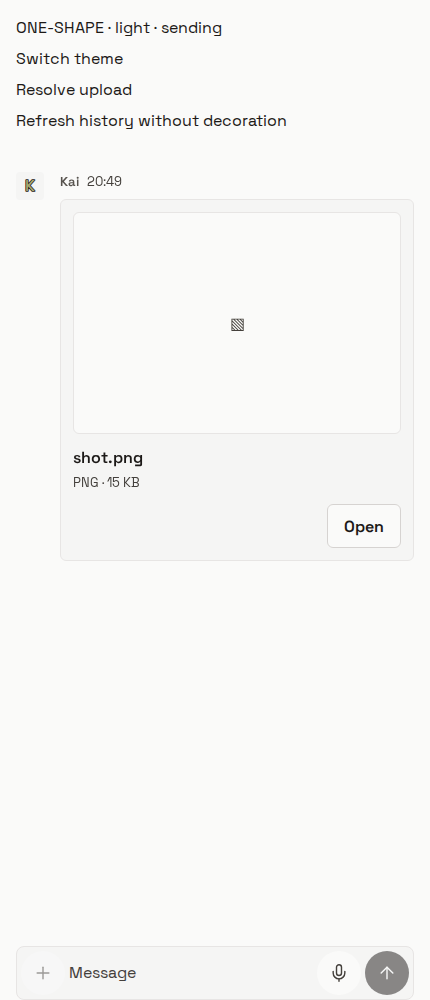 ONE-SHAPE · light · sending
Switch theme
Resolve upload
Refresh history without decoration
K
Kai 20:49
shot.png
PNG · 15 KB
Open
Message